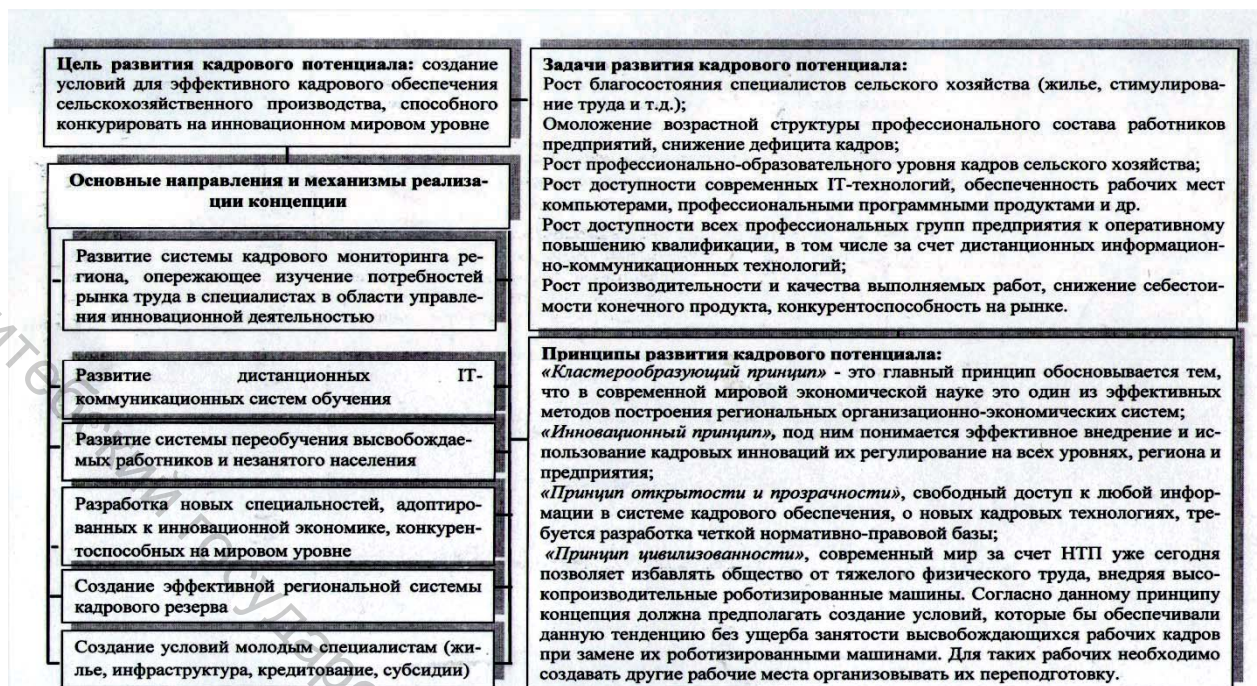 Цель развития кадрового потенциала: создание
условий для эффективного кадрового обеспечения
сельскохозяйственного производства, способного
конкурировать на инновационном мировом уровне
Основные направления и механизмы реализа-
ции концепции
Развитие системы кадрового мониторинга ре-
гиона, опережающее изучение потребностей
рынка труда в специалистах в области управле-
ния инновационной деятельностью
Развитие дистанционных IT-
коммуникационных систем обучения
Развитие системы переобучения высвобождае-
мых работников и незанятого населения
Разработка новых специальностей, адоптиро-
ванных к инновационной экономике, конкурен-
тоспособных на мировом уровне
Создание эффективной региональной системы
кадрового резерва
Создание условий молодым специалистам (жи-
лье, инфраструктура, кредитование, субсидии)
Задачи развития кадрового потенциала:
Рост благосостояния специалистов сельского хозяйства (жилье, стимулирова-
ние труда и т.д.);
Омоложение возрастной структуры профессионального состава работников
предприятий, снижение дефицита кадров;
Рост профессионально-образовательного уровня кадров сельского хозяйства;
Рост доступности современных IT-технологий, обеспеченность рабочих мест
компьютерами, профессиональными программными продуктами и др.
Рост доступности всех профессиональных групп предприятия к оперативному
повышению квалификации, в том числе за счет дистанционных информацион-
но-коммуникационных технологий;
Рост производительности и качества выполняемых работ, снижение себестои-
мости конечного продукта, конкурентоспособность на рынке.
Принципы развития кадрового потенциала:
«Кластерообразующий принцип» - это главный принцип обосновывается тем,
что в современной мировой экономической науке это один из эффективных
методов построения региональных организационно-экономических систем;
«Инновационный принцип», под ним понимается эффективное внедрение и ис-
пользование кадровых инноваций их регулирование на всех уровнях, региона и
предприятия;
«Принцип открытости и прозрачности», свободный доступ к любой инфор-
мации в системе кадрового обеспечения, о новых кадровых технологиях, тре-
буется разработка четкой нормативно-правовой базы;
«Принцип цивилизованности», современный мир за счет НТП уже сегодня
позволяет избавлять общество от тяжелого физического труда, внедряя высо-
копроизводительные роботизированные машины. Согласно данному принципу
концепция должна предполагать создание условий, которые бы обеспечивали
данную тенденцию без ущерба занятости высвобождающихся рабочих кадров
при замене их роботизированными машинами. Для таких рабочих необходимо
создавать другие рабочие места организовывать их переподготовку.